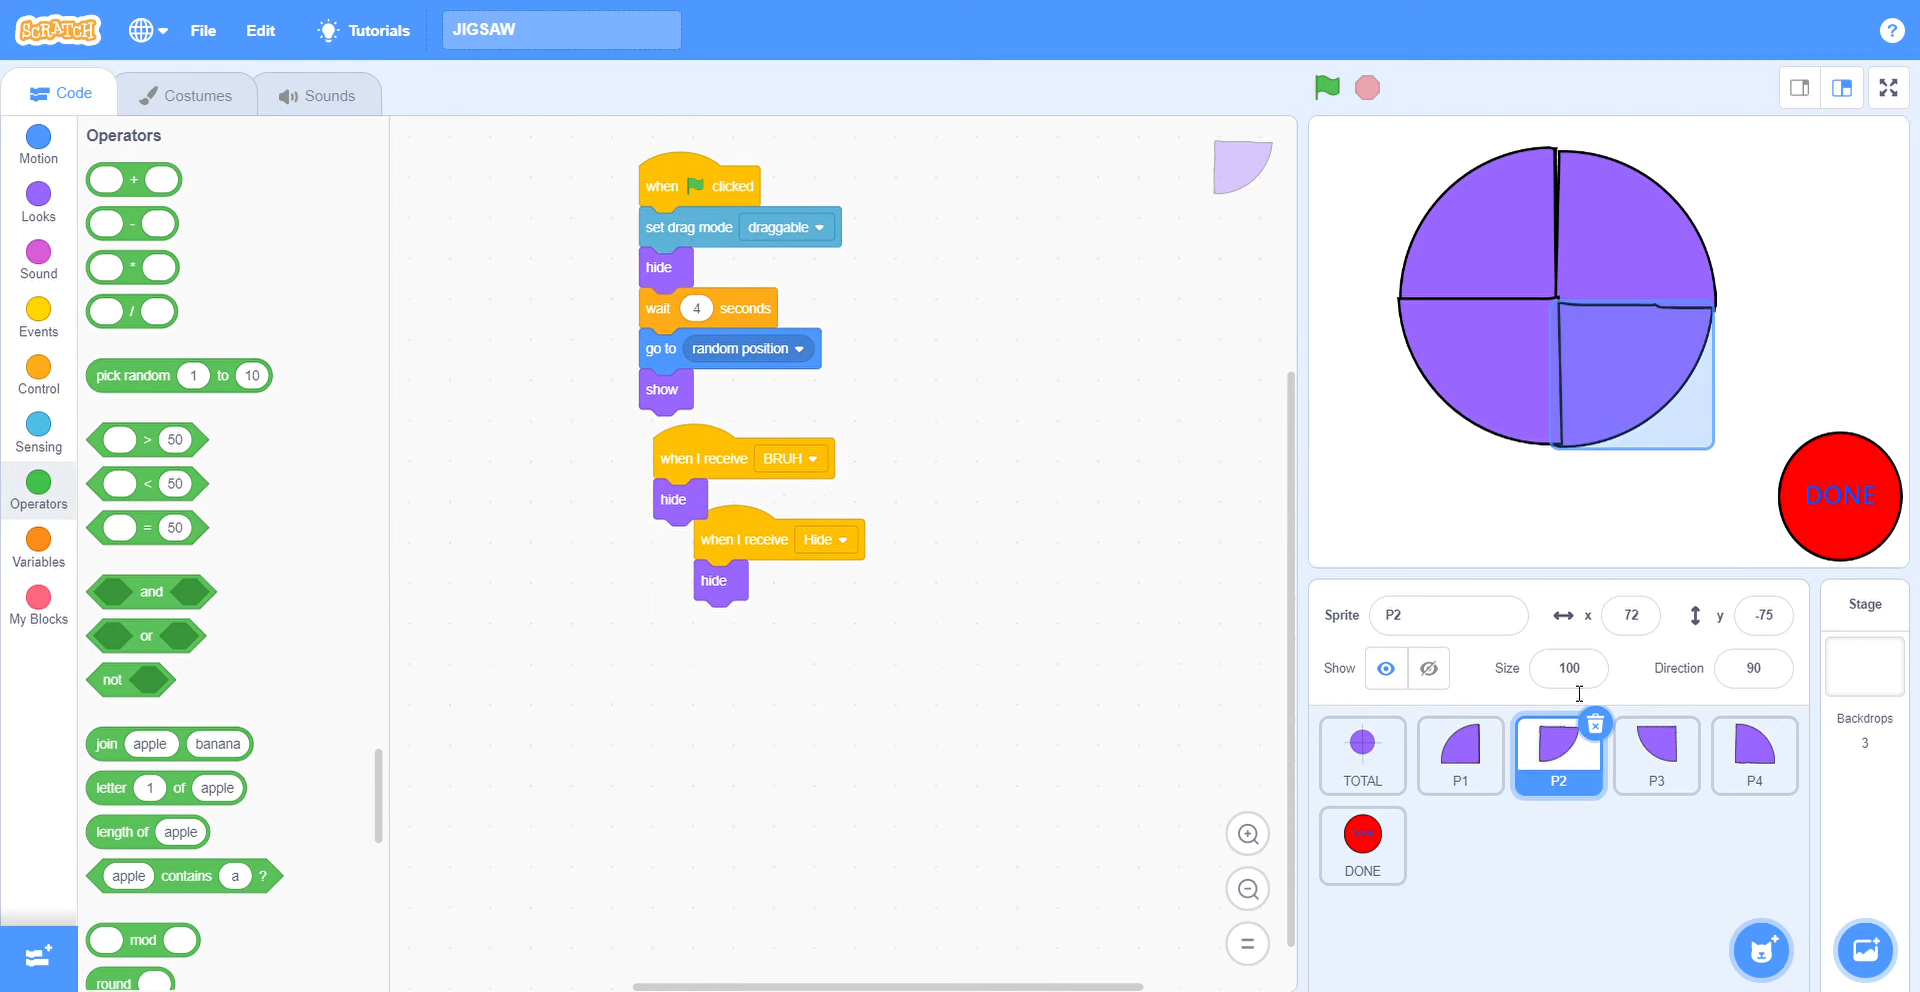 SCRATCH
File
Edit
Tutorials
JIGSAW
?
Code
Costumes
Sounds
Motion
Looks
Sound
Events
Control
Sensing
Operators
Variables
My Blocks
Operators
+
-
*
/
pick random 1 to 10
> 50
< 50
= 50
and
or
not
join apple banana
letter 1 of apple
length of apple
apple contains a ?
mod
round
when clicked
set drag mode draggable
hide
wait 4 seconds
go to random position
show
when I receive BRUH
hide
when I receive Hide
hide
DONE
Sprite P2 x 72 y -75
Show Size 100 Direction 90
TOTAL
P1
P2
P3
P4
DONE
Stage
Backdrops
3